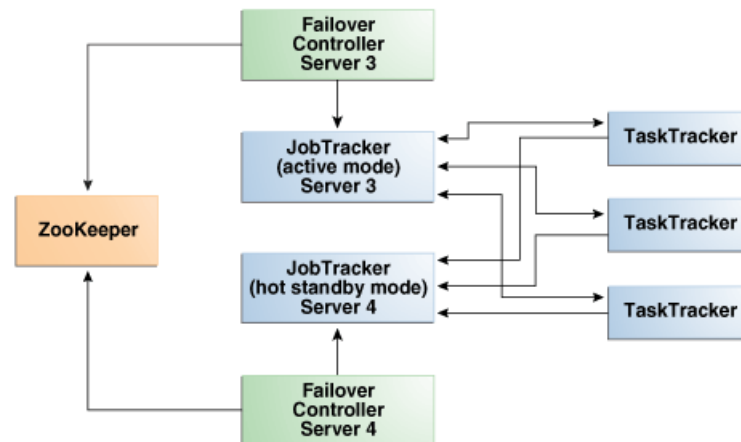 Failover
Controller
Server 3
JobTracker
(active mode)
Server 3
TaskTracker
ZooKeeper
TaskTracker
JobTracker
(hot standby mode)
Server 4
TaskTracker
Failover
Controller
Server 4